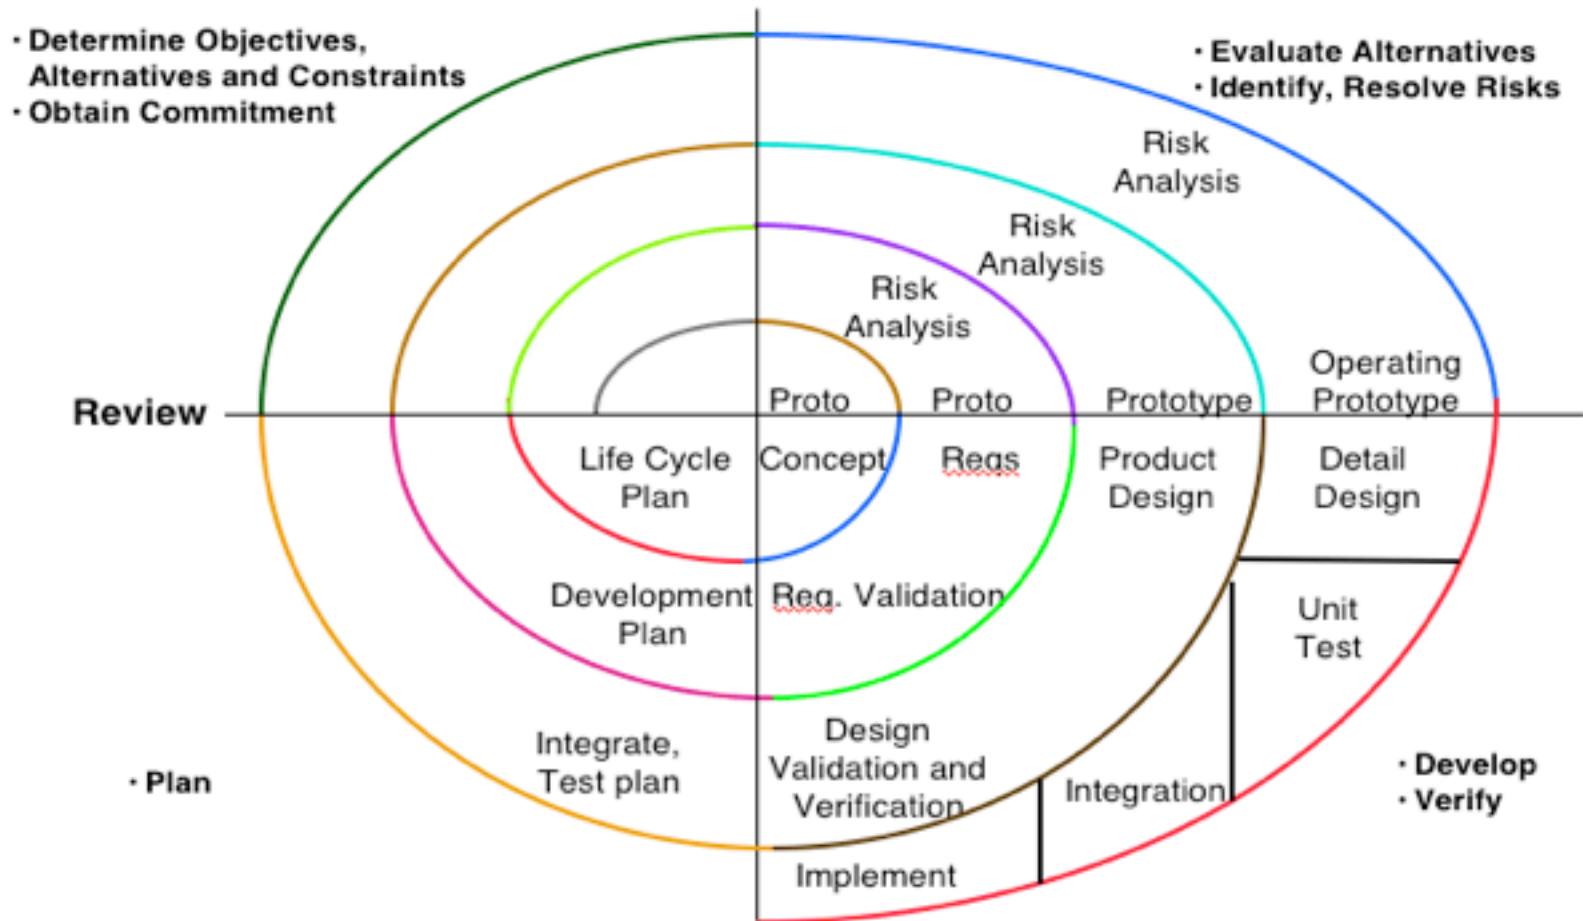 · Determine Objectives,
Alternatives and Constraints
· Obtain Commitment
· Evaluate Alternatives
· Identify, Resolve Risks
Risk
Analysis
Risk
Analysis
Risk
Analysis
Operating
Prototype
Review
Proto
Proto
Prototype
Life Cycle
Plan
Concept
Reqs
Product
Design
Detail
Design
Development
Plan
Req. Validation
Unit
Test
Integrate,
Test plan
Design
Validation and
Verification
Integration
Implement
· Plan
· Develop
· Verify